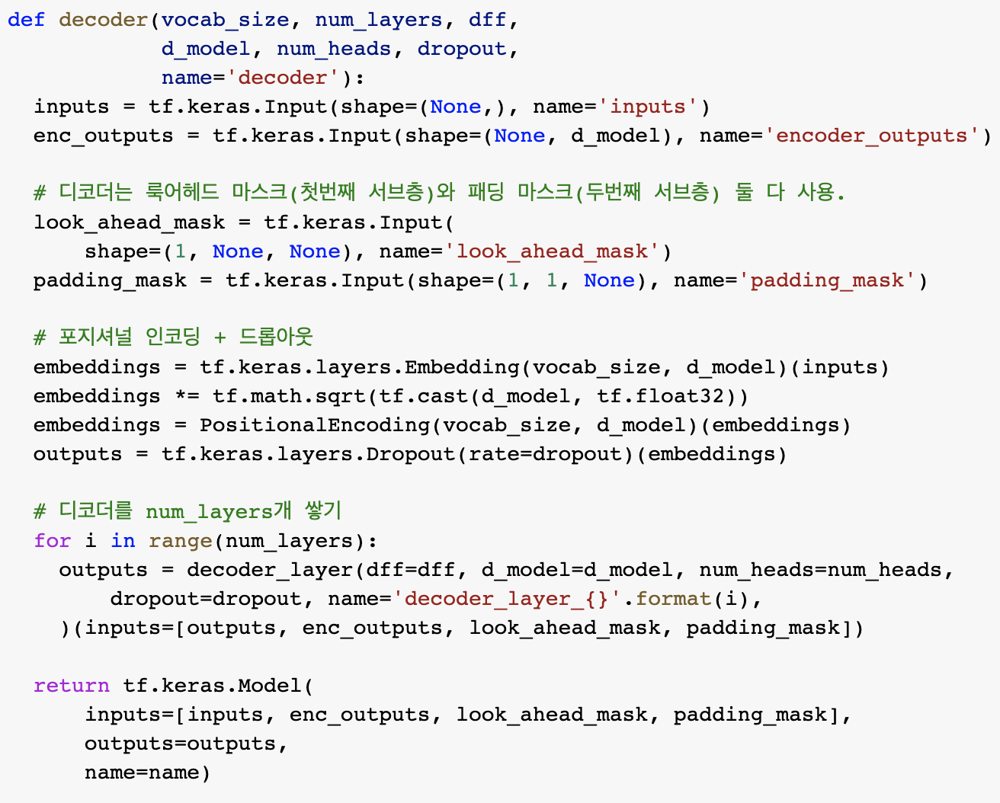 def decoder(vocab_size, num_layers, dff,
            d_model, num_heads, dropout,
            name='decoder'):
  inputs = tf.keras.Input(shape=(None,), name='inputs')
  enc_outputs = tf.keras.Input(shape=(None, d_model), name='encoder_outputs')

  # 디코더는 룩어헤드 마스크(첫번째 서브층)와 패딩 마스크(두번째 서브층) 둘 다 사용.
  look_ahead_mask = tf.keras.Input(
      shape=(1, None, None), name='look_ahead_mask')
  padding_mask = tf.keras.Input(shape=(1, 1, None), name='padding_mask')

  # 포지셔널 인코딩 + 드롭아웃
  embeddings = tf.keras.layers.Embedding(vocab_size, d_model)(inputs)
  embeddings *= tf.math.sqrt(tf.cast(d_model, tf.float32))
  embeddings = PositionalEncoding(vocab_size, d_model)(embeddings)
  outputs = tf.keras.layers.Dropout(rate=dropout)(embeddings)

  # 디코더를 num_layers개 쌓기
  for i in range(num_layers):
    outputs = decoder_layer(dff=dff, d_model=d_model, num_heads=num_heads,
        dropout=dropout, name='decoder_layer_{}'.format(i),
    )(inputs=[outputs, enc_outputs, look_ahead_mask, padding_mask])

  return tf.keras.Model(
      inputs=[inputs, enc_outputs, look_ahead_mask, padding_mask],
      outputs=outputs,
      name=name)